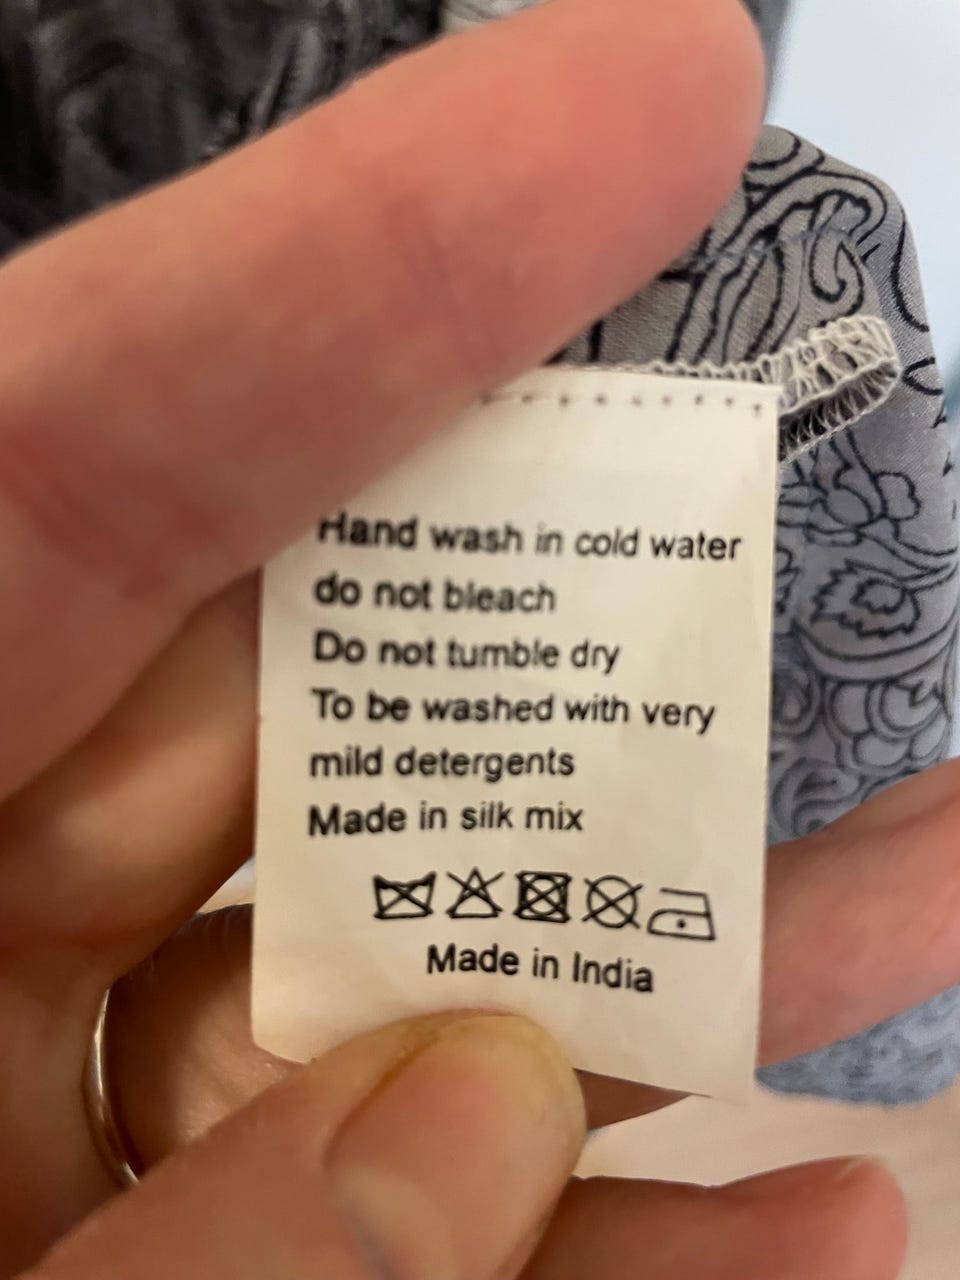 Hand wash in cold water
do not bleach
Do not tumble dry
To be washed with very
mild detergents
Made in silk mix
Made in India